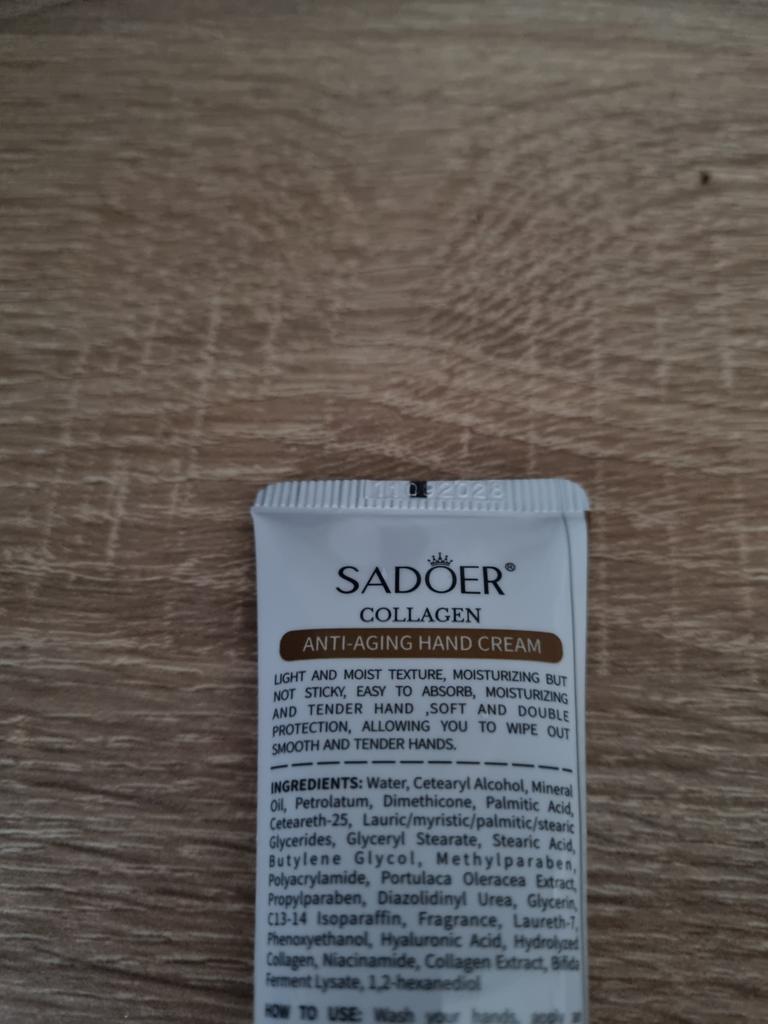 SADOER®
COLLAGEN
ANTI-AGING HAND CREAM
LIGHT AND MOIST TEXTURE, MOISTURIZING BUT
NOT STICKY, EASY TO ABSORB, MOISTURIZING
AND TENDER HAND ,SOFT AND DOUBLE
PROTECTION, ALLOWING YOU TO WIPE OUT
SMOOTH AND TENDER HANDS.
INGREDIENTS: Water, Cetearyl Alcohol, Mineral
Oil, Petrolatum, Dimethicone, Palmitic Acid,
Ceteareth-25, Lauric/myristic/palmitic/stearic
Glycerides, Glyceryl Stearate, Stearic Acid,
Butylene Glycol, Methylparaben,
Polyacrylamide, Portulaca Oleracea Extract,
Propylparaben, Diazolidinyl Urea, Glycerin,
C13-14 Isoparaffin, Fragrance, Laureth-7,
Phenoxyethanol, Hyaluronic Acid, Hydrolyzed
Collagen, Niacinamide, Collagen Extract, Bifida
Ferment Lysate, 1,2-hexanediol
HOW TO USE: Wash your hands, apply